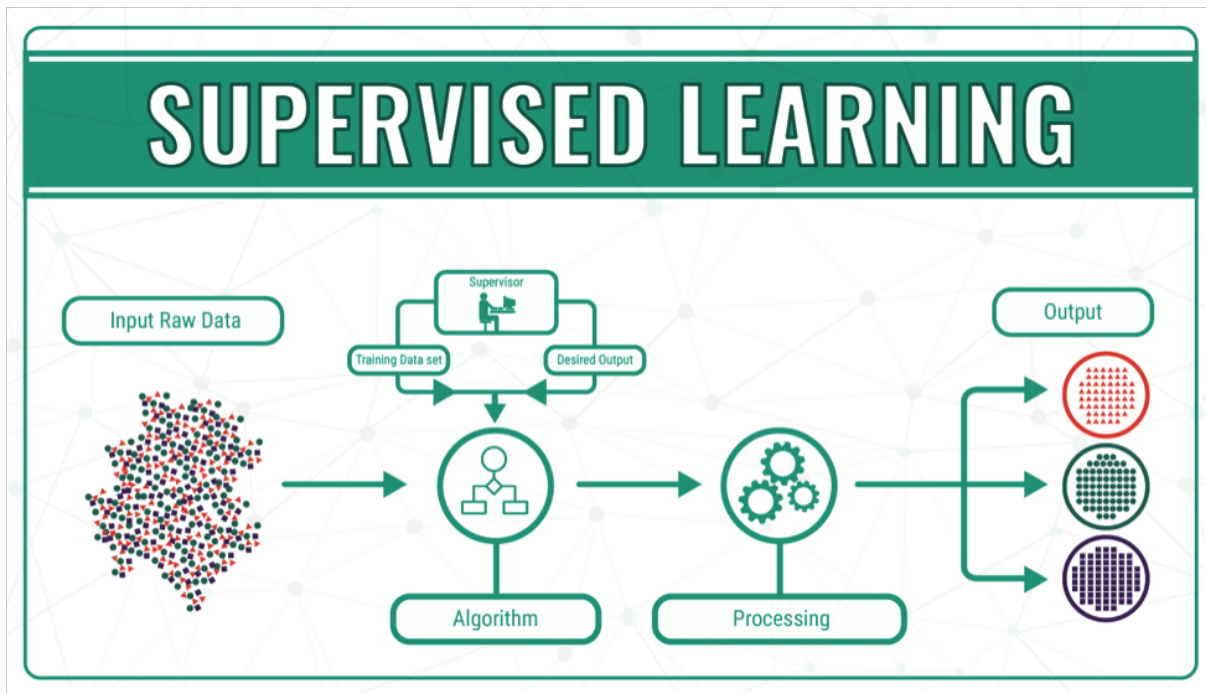 SUPERVISED LEARNING
Supervisor
Input Raw Data
Output
Training Data set
Desired Output
Algorithm
Processing